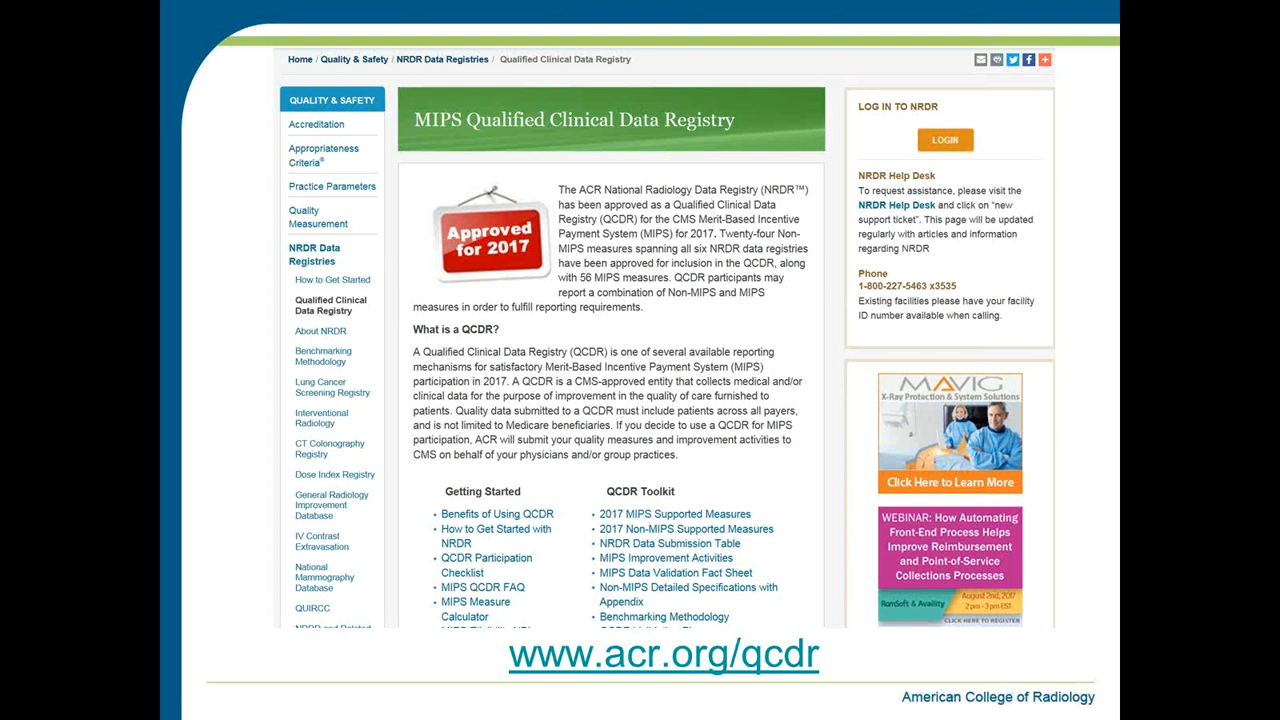 Home / Quality & Safety / NRDR Data Registries / Qualified Clinical Data Registry
QUALITY & SAFETY
Accreditation
Appropriateness
Criteria®
Practice Parameters
Quality
Measurement
NRDR Data
Registries
How to Get Started
Qualified Clinical
Data Registry
About NRDR
Benchmarking
Methodology
Lung Cancer
Screening Registry
Interventional
Radiology
CT Colonography
Registry
Dose Index Registry
General Radiology
Improvement
Database
IV Contrast
Extravasation
National
Mammography
Database
QUIRCC
MIPS Qualified Clinical Data Registry
Approved
for 2017
The ACR National Radiology Data Registry (NRDR™)
has been approved as a Qualified Clinical Data
Registry (QCDR) for the CMS Merit-Based Incentive
Payment System (MIPS) for 2017. Twenty-four Non-
MIPS measures spanning all six NRDR data registries
have been approved for inclusion in the QCDR, along
with 56 MIPS measures. QCDR participants may
report a combination of Non-MIPS and MIPS
measures in order to fulfill reporting requirements.
What is a QCDR?
A Qualified Clinical Data Registry (QCDR) is one of several available reporting
mechanisms for satisfactory Merit-Based Incentive Payment System (MIPS)
participation in 2017. A QCDR is a CMS-approved entity that collects medical and/or
clinical data for the purpose of improvement in the quality of care furnished to
patients. Quality data submitted to a QCDR must include patients across all payers,
and is not limited to Medicare beneficiaries. If you decide to use a QCDR for MIPS
participation, ACR will submit your quality measures and improvement activities to
CMS on behalf of your physicians and/or group practices.
Getting Started
• Benefits of Using QCDR
• How to Get Started with
NRDR
• QCDR Participation
Checklist
• MIPS QCDR FAQ
• MIPS Measure
Calculator
QCDR Toolkit
• 2017 MIPS Supported Measures
• 2017 Non-MIPS Supported Measures
• NRDR Data Submission Table
• MIPS Improvement Activities
• MIPS Data Validation Fact Sheet
• Non-MIPS Detailed Specifications with
Appendix
• Benchmarking Methodology
LOG IN TO NRDR
LOGIN
NRDR Help Desk
To request assistance, please visit the
NRDR Help Desk and click on “new
support ticket”. This page will be updated
regularly with articles and information
regarding NRDR
Phone
1-800-227-5463 x3535
Existing facilities please have your facility
ID number available when calling.
MAVIG
X-Ray Protection & System Solutions
Click Here to Learn More
WEBINAR: How Automating
Front-End Process Helps
Improve Reimbursement
and Point-of-Service
Collections Processes
RamSoft & Availity
August 2nd, 2017
2 pm - 3 pm EST
CLICK HERE TO REGISTER
www.acr.org/qcdr
American College of Radiology